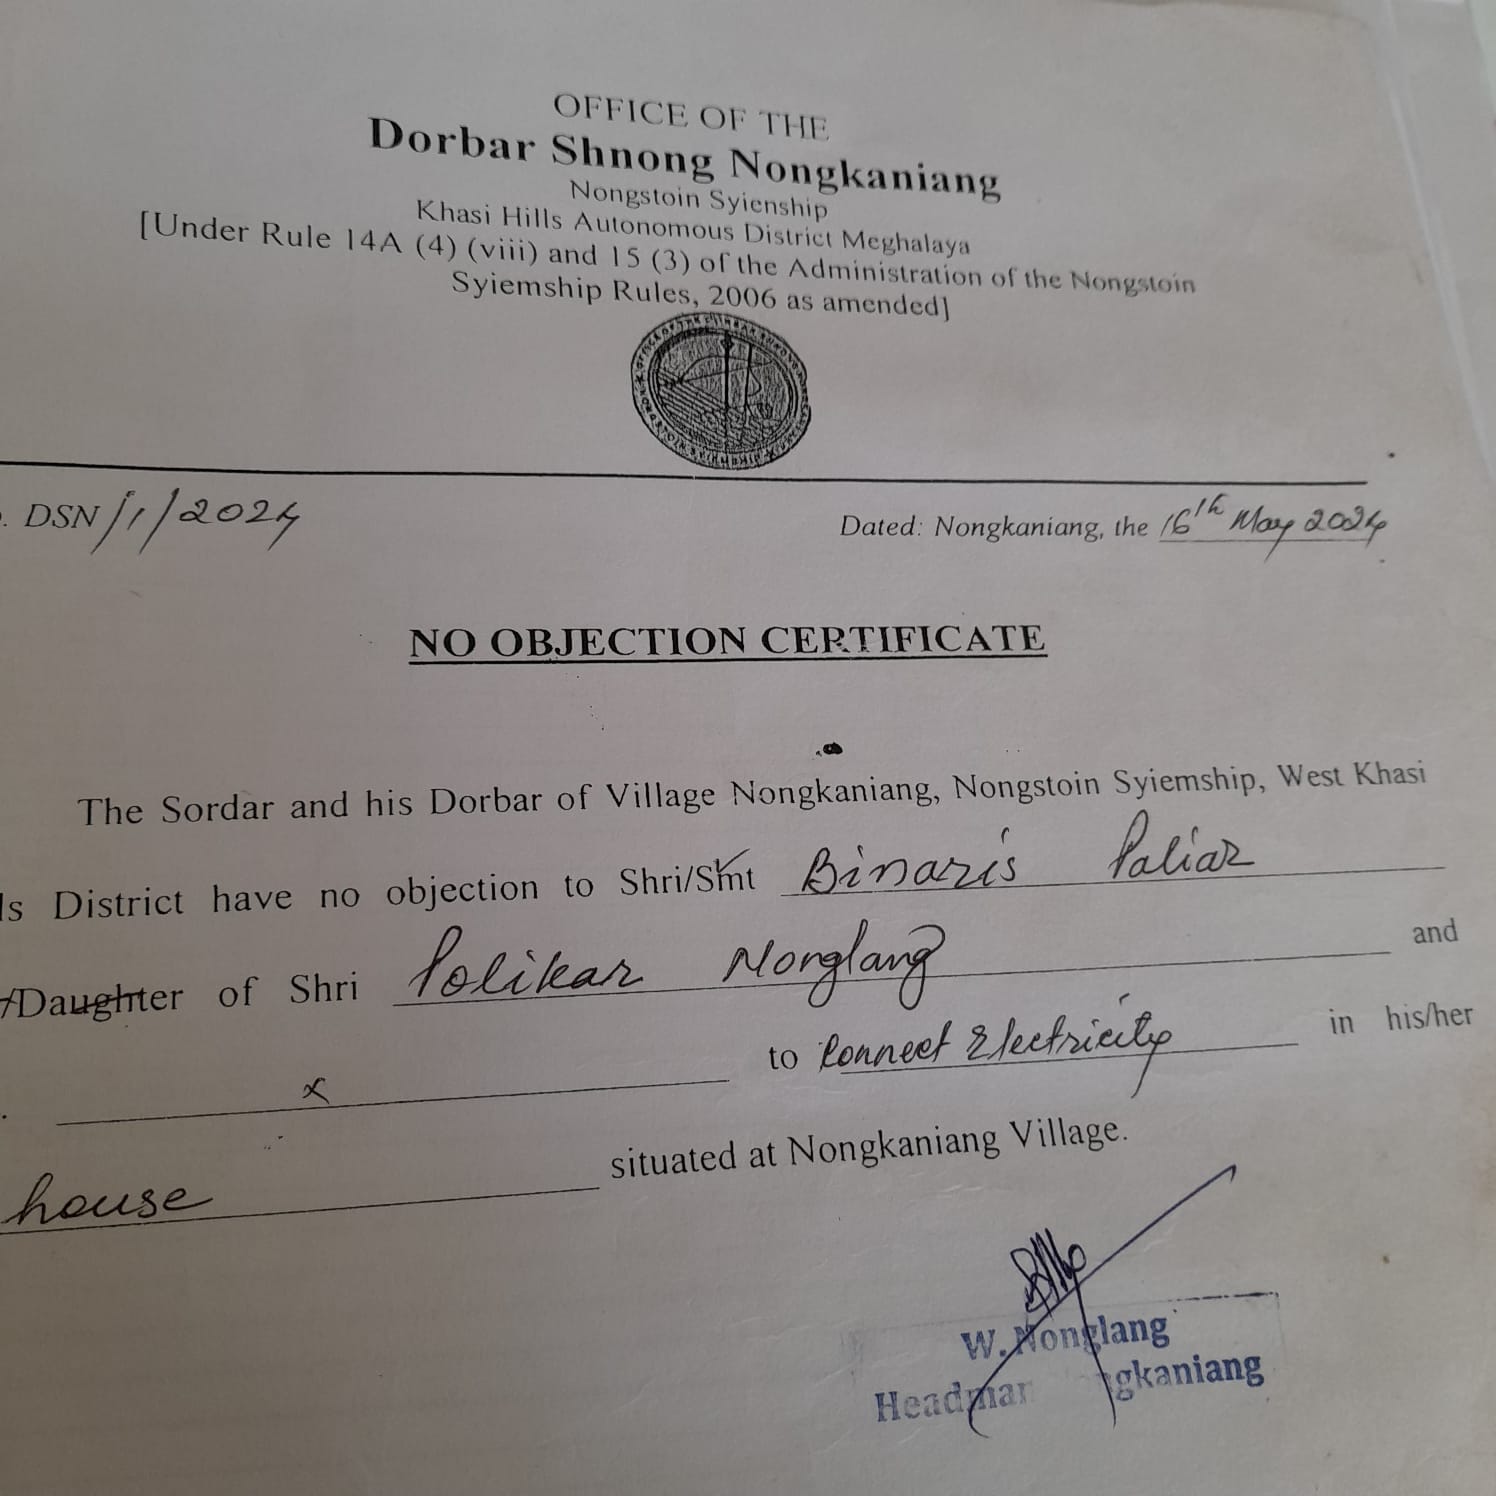 OFFICE OF THE
Dorbar Shnong Nongkaniang
Nongstoin Syienship
Khasi Hills Autonomous District Meghalaya
[Under Rule 14A (4) (viii) and 15 (3) of the Administration of the Nongstoin
Syiemship Rules, 2006 as amended]
. DSN/1/2024 Dated: Nongkaniang, the 16th May 2024
NO OBJECTION CERTIFICATE
The Sordar and his Dorbar of Village Nongkaniang, Nongstoin Syiemship, West Khasi
ls District have no objection to Shri/Smt Binaris Paliar
/Daughter of Shri Polikar Nonglang and
x to Connect Electricity in his/her
house situated at Nongkaniang Village.
W. Nonglang
Headman gkaniang